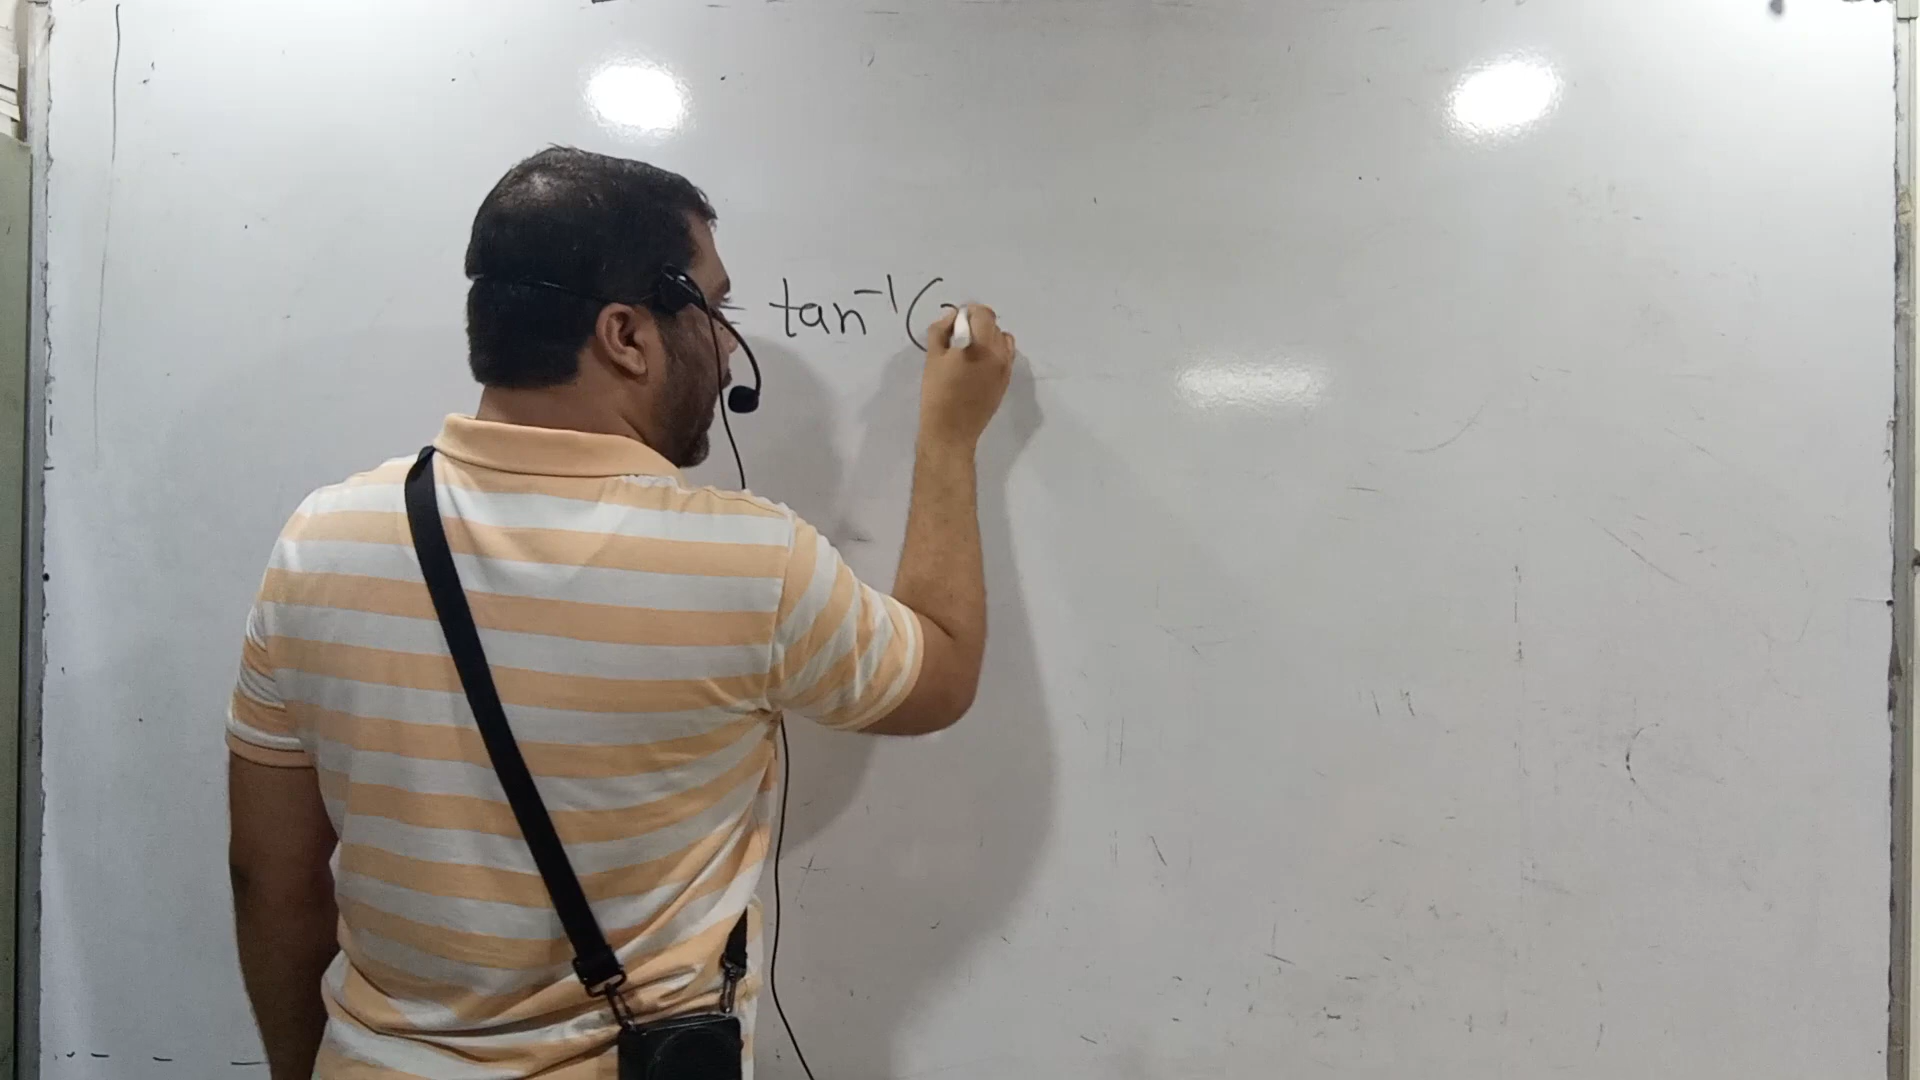 = tan⁻¹(